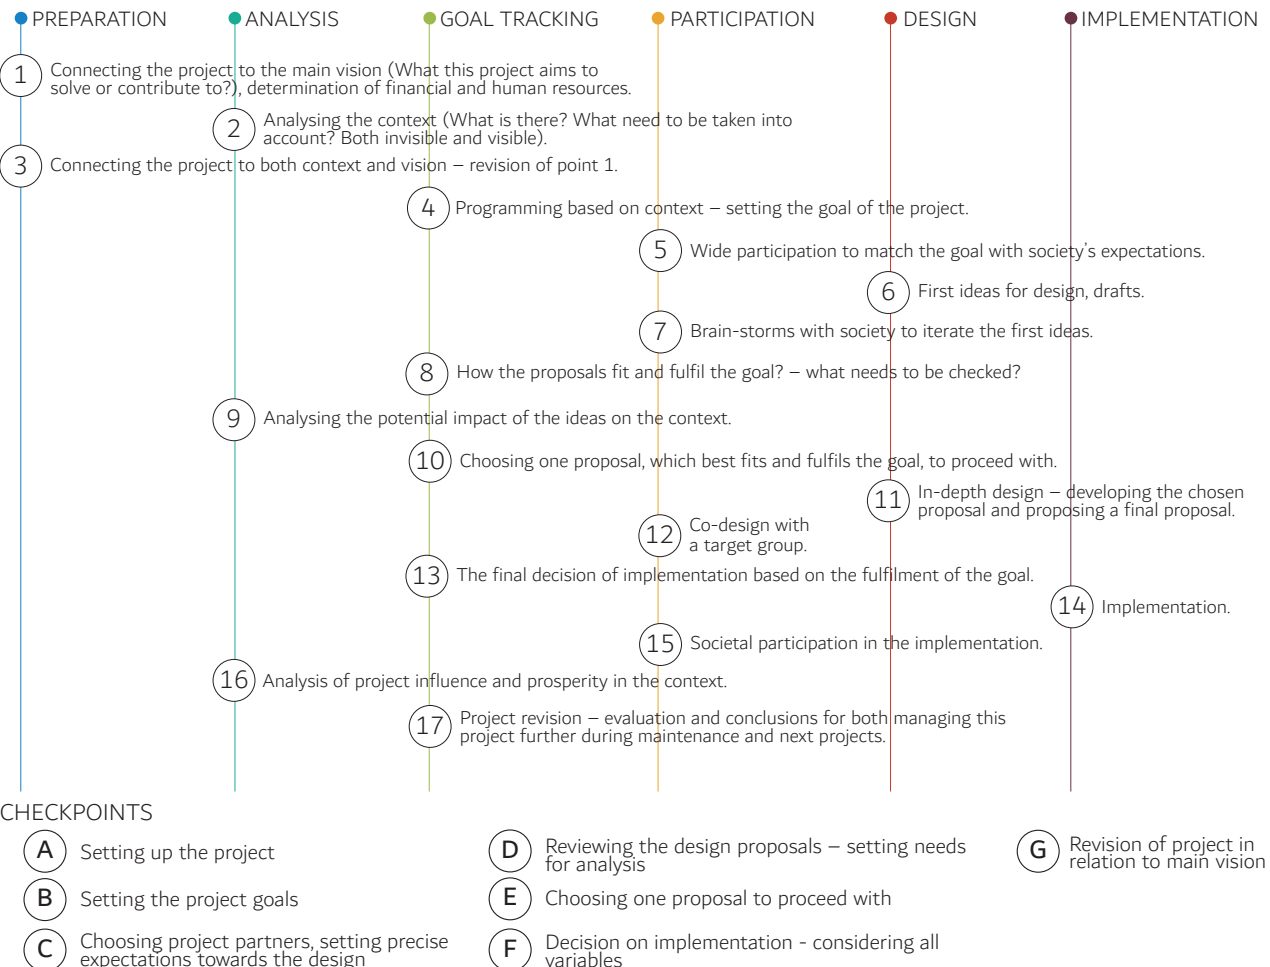 PREPARATION
ANALYSIS
GOAL TRACKING
PARTICIPATION
DESIGN
IMPLEMENTATION
1
Connecting the project to the main vision (What this project aims to
solve or contribute to?), determination of financial and human resources.
2
Analysing the context (What is there? What need to be taken into
account? Both invisible and visible).
3
Connecting the project to both context and vision – revision of point 1.
4
Programming based on context – setting the goal of the project.
5
Wide participation to match the goal with society's expectations.
6
First ideas for design, drafts.
7
Brain-storms with society to iterate the first ideas.
8
How the proposals fit and fulfil the goal? – what needs to be checked?
9
Analysing the potential impact of the ideas on the context.
10
Choosing one proposal, which best fits and fulfils the goal, to proceed with.
11
In-depth design – developing the chosen
proposal and proposing a final proposal.
12
Co-design with
a target group.
13
The final decision of implementation based on the fulfilment of the goal.
14
Implementation.
15
Societal participation in the implementation.
16
Analysis of project influence and prosperity in the context.
17
Project revision – evaluation and conclusions for both managing this
project further during maintenance and next projects.
CHECKPOINTS
A
Setting up the project
B
Setting the project goals
C
Choosing project partners, setting precise
expectations towards the design
D
Reviewing the design proposals – setting needs
for analysis
E
Choosing one proposal to proceed with
F
Decision on implementation - considering all
variables
G
Revision of project in
relation to main vision